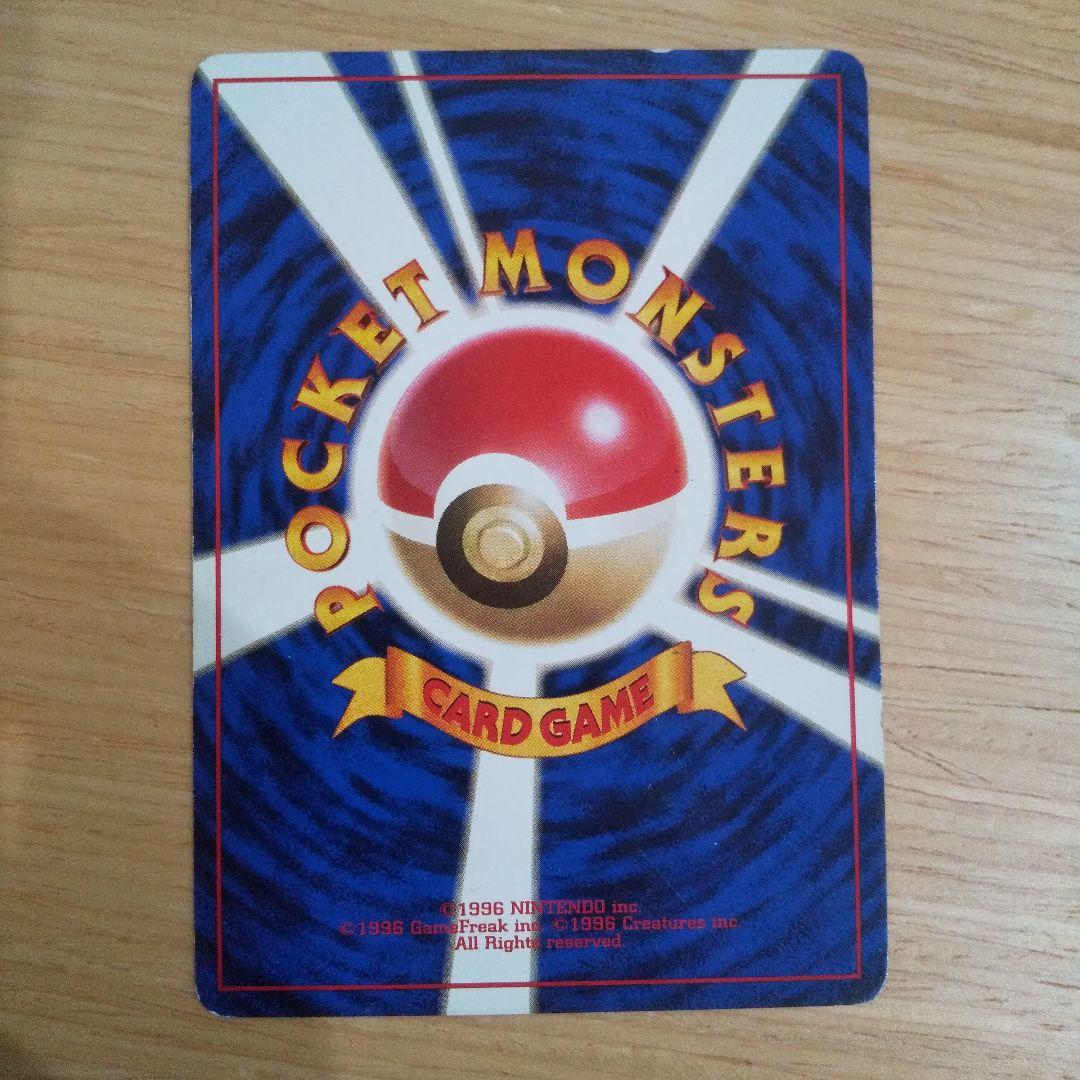 POCKET MONSTERS
CARD GAME
©1996 NINTENDO inc.
©1996 GameFreak inc. ©1996 Creatures inc.
All Rights reserved.